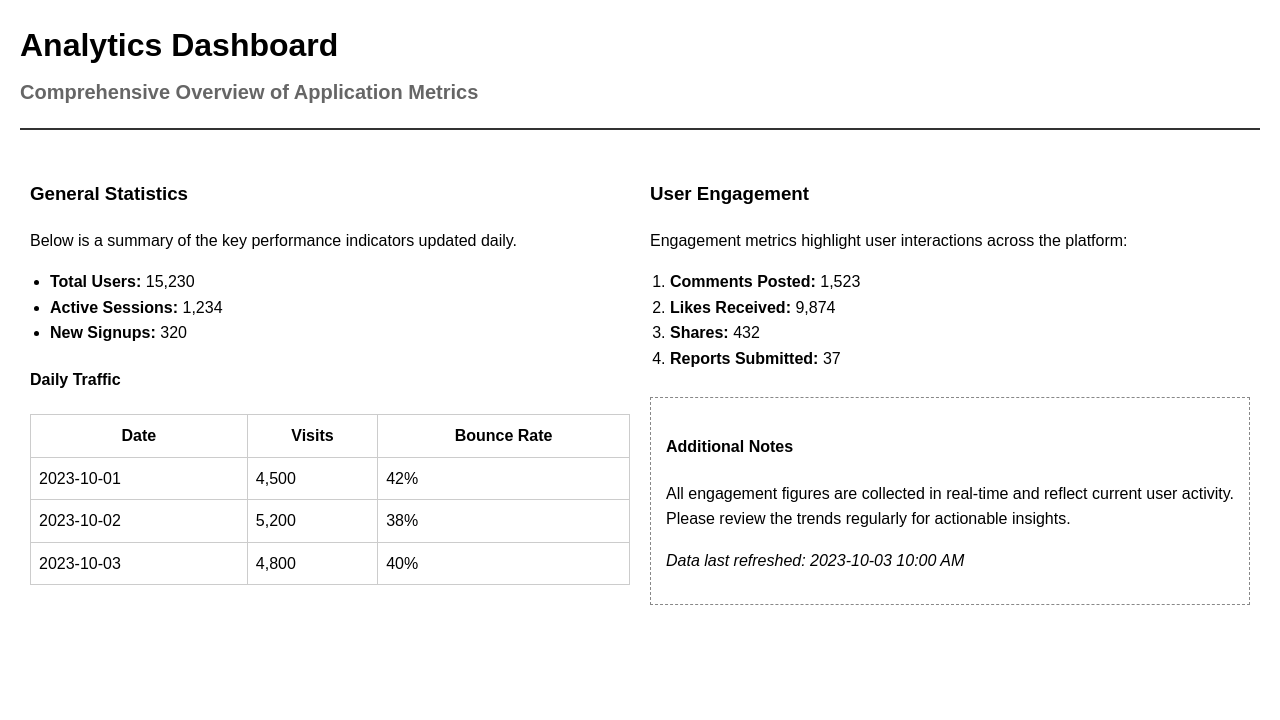 Analytics Dashboard
Comprehensive Overview of Application Metrics
General Statistics
Below is a summary of the key performance indicators updated daily.
• Total Users: 15,230
• Active Sessions: 1,234
• New Signups: 320
Daily Traffic
Date Visits Bounce Rate
2023-10-01 4,500 42%
2023-10-02 5,200 38%
2023-10-03 4,800 40%
User Engagement
Engagement metrics highlight user interactions across the platform:
1. Comments Posted: 1,523
2. Likes Received: 9,874
3. Shares: 432
4. Reports Submitted: 37
Additional Notes
All engagement figures are collected in real-time and reflect current user activity.
Please review the trends regularly for actionable insights.
Data last refreshed: 2023-10-03 10:00 AM